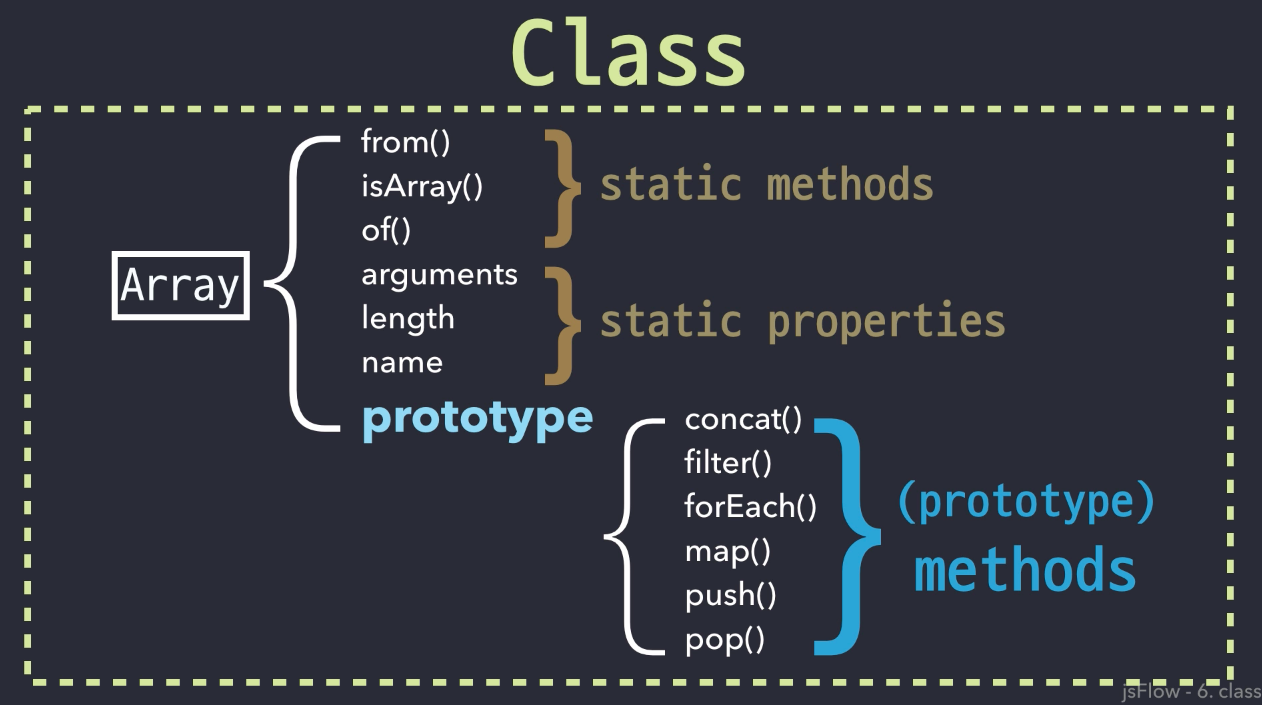 Class
Array
from()
isArray()
of()
static methods
arguments
length
name
static properties
prototype
concat()
filter()
forEach()
map()
push()
pop()
(prototype)
methods
jsFlow - 6. class